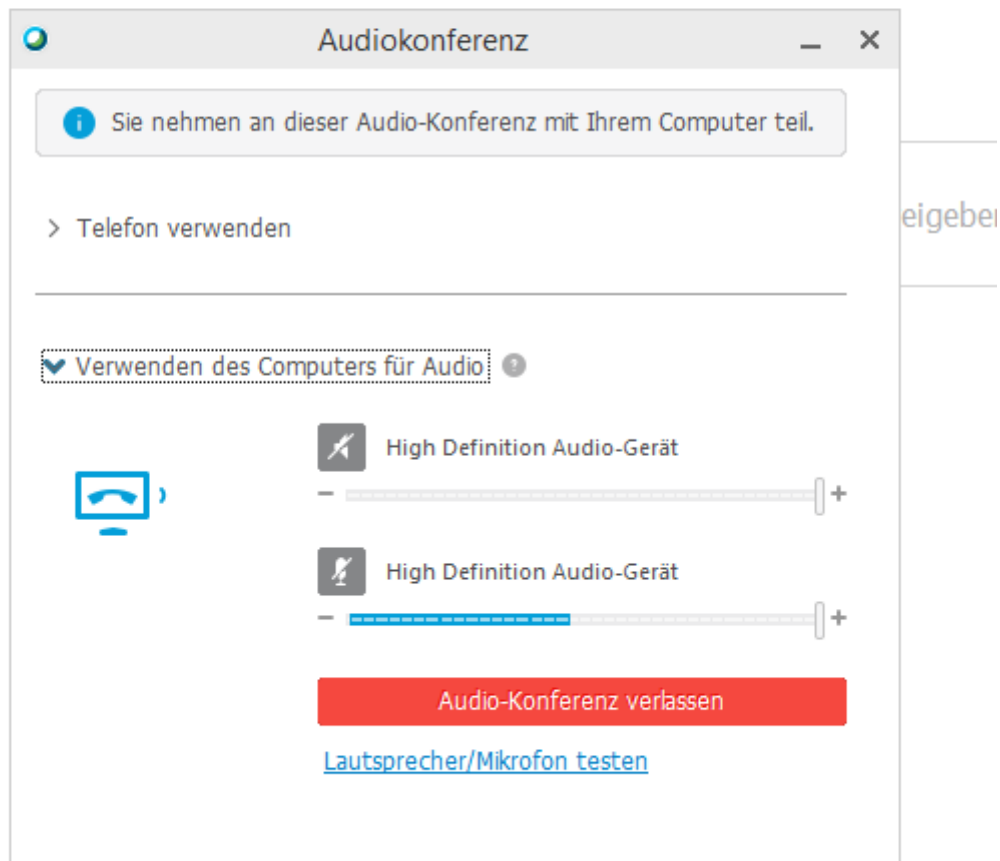 Audiokonferenz
Sie nehmen an dieser Audio-Konferenz mit Ihrem Computer teil.
Telefon verwenden
eigeben
Verwenden des Computers für Audio
High Definition Audio-Gerät
High Definition Audio-Gerät
Audio-Konferenz verlassen
Lautsprecher/Mikrofon testen